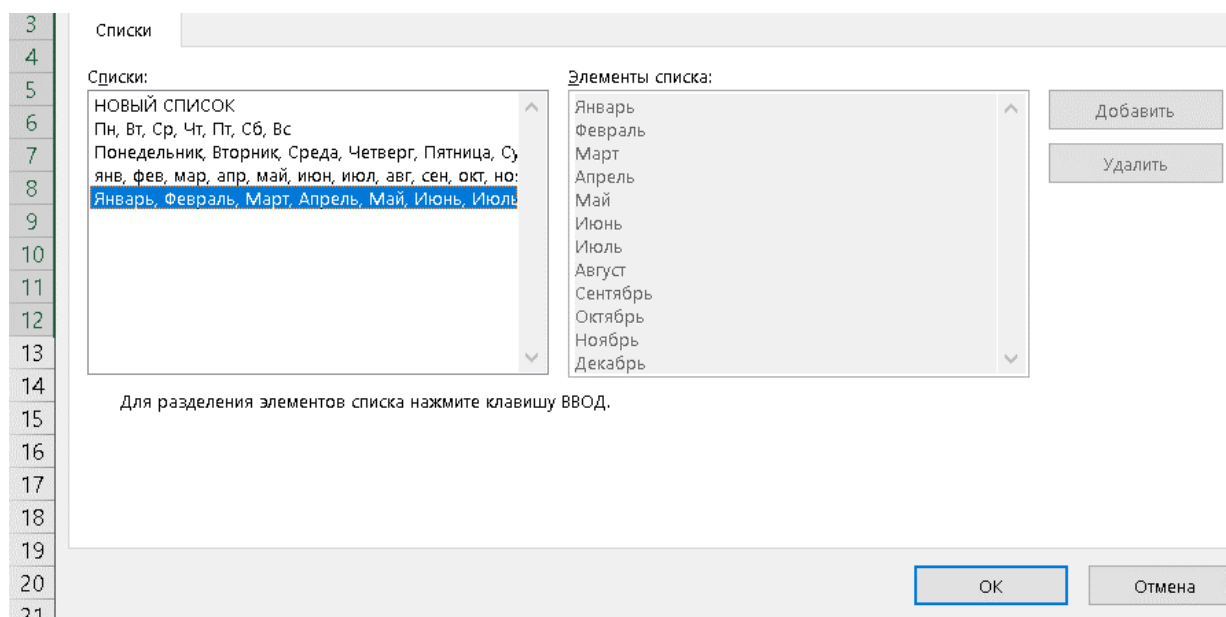 3
4
5
6
7
8
9
10
11
12
13
14
15
16
17
18
19
20
21
Списки
Списки:
НОВЫЙ СПИСОК
Пн, Вт, Ср, Чт, Пт, Сб, Вс
Понедельник, Вторник, Среда, Четверг, Пятница, Су
янв, фев, мар, апр, май, июн, июл, авг, сен, окт, но
Январь, Февраль, Март, Апрель, Май, Июнь, Июль
Элементы списка:
Январь
Февраль
Март
Апрель
Май
Июнь
Июль
Август
Сентябрь
Октябрь
Ноябрь
Декабрь
Добавить
Удалить
Для разделения элементов списка нажмите клавишу ВВОД.
ОК
Отмена